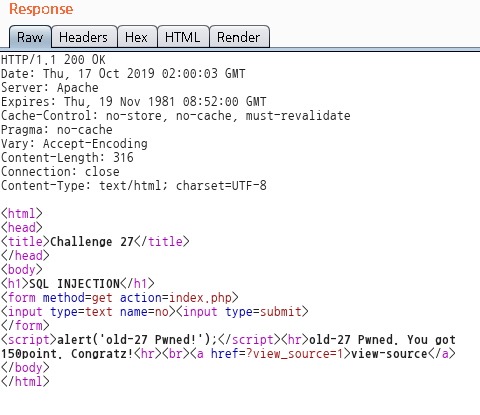 Response
Raw Headers Hex HTML Render
HTTP/1.1 200 OK
Date: Thu, 17 Oct 2019 02:00:03 GMT
Server: Apache
Expires: Thu, 19 Nov 1981 08:52:00 GMT
Cache-Control: no-store, no-cache, must-revalidate
Pragma: no-cache
Vary: Accept-Encoding
Content-Length: 316
Connection: close
Content-Type: text/html; charset=UTF-8
<html>
<head>
<title>Challenge 27</title>
</head>
<body>
<h1>SQL INJECTION</h1>
<form method=get action=index.php>
<input type=text name=no><input type=submit>
</form>
<script>alert('old-27 Pwned!');</script><hr>old-27 Pwned. You got
150point. Congratz!<hr><br><a href=?view_source=1>view-source</a>
</body>
</html>